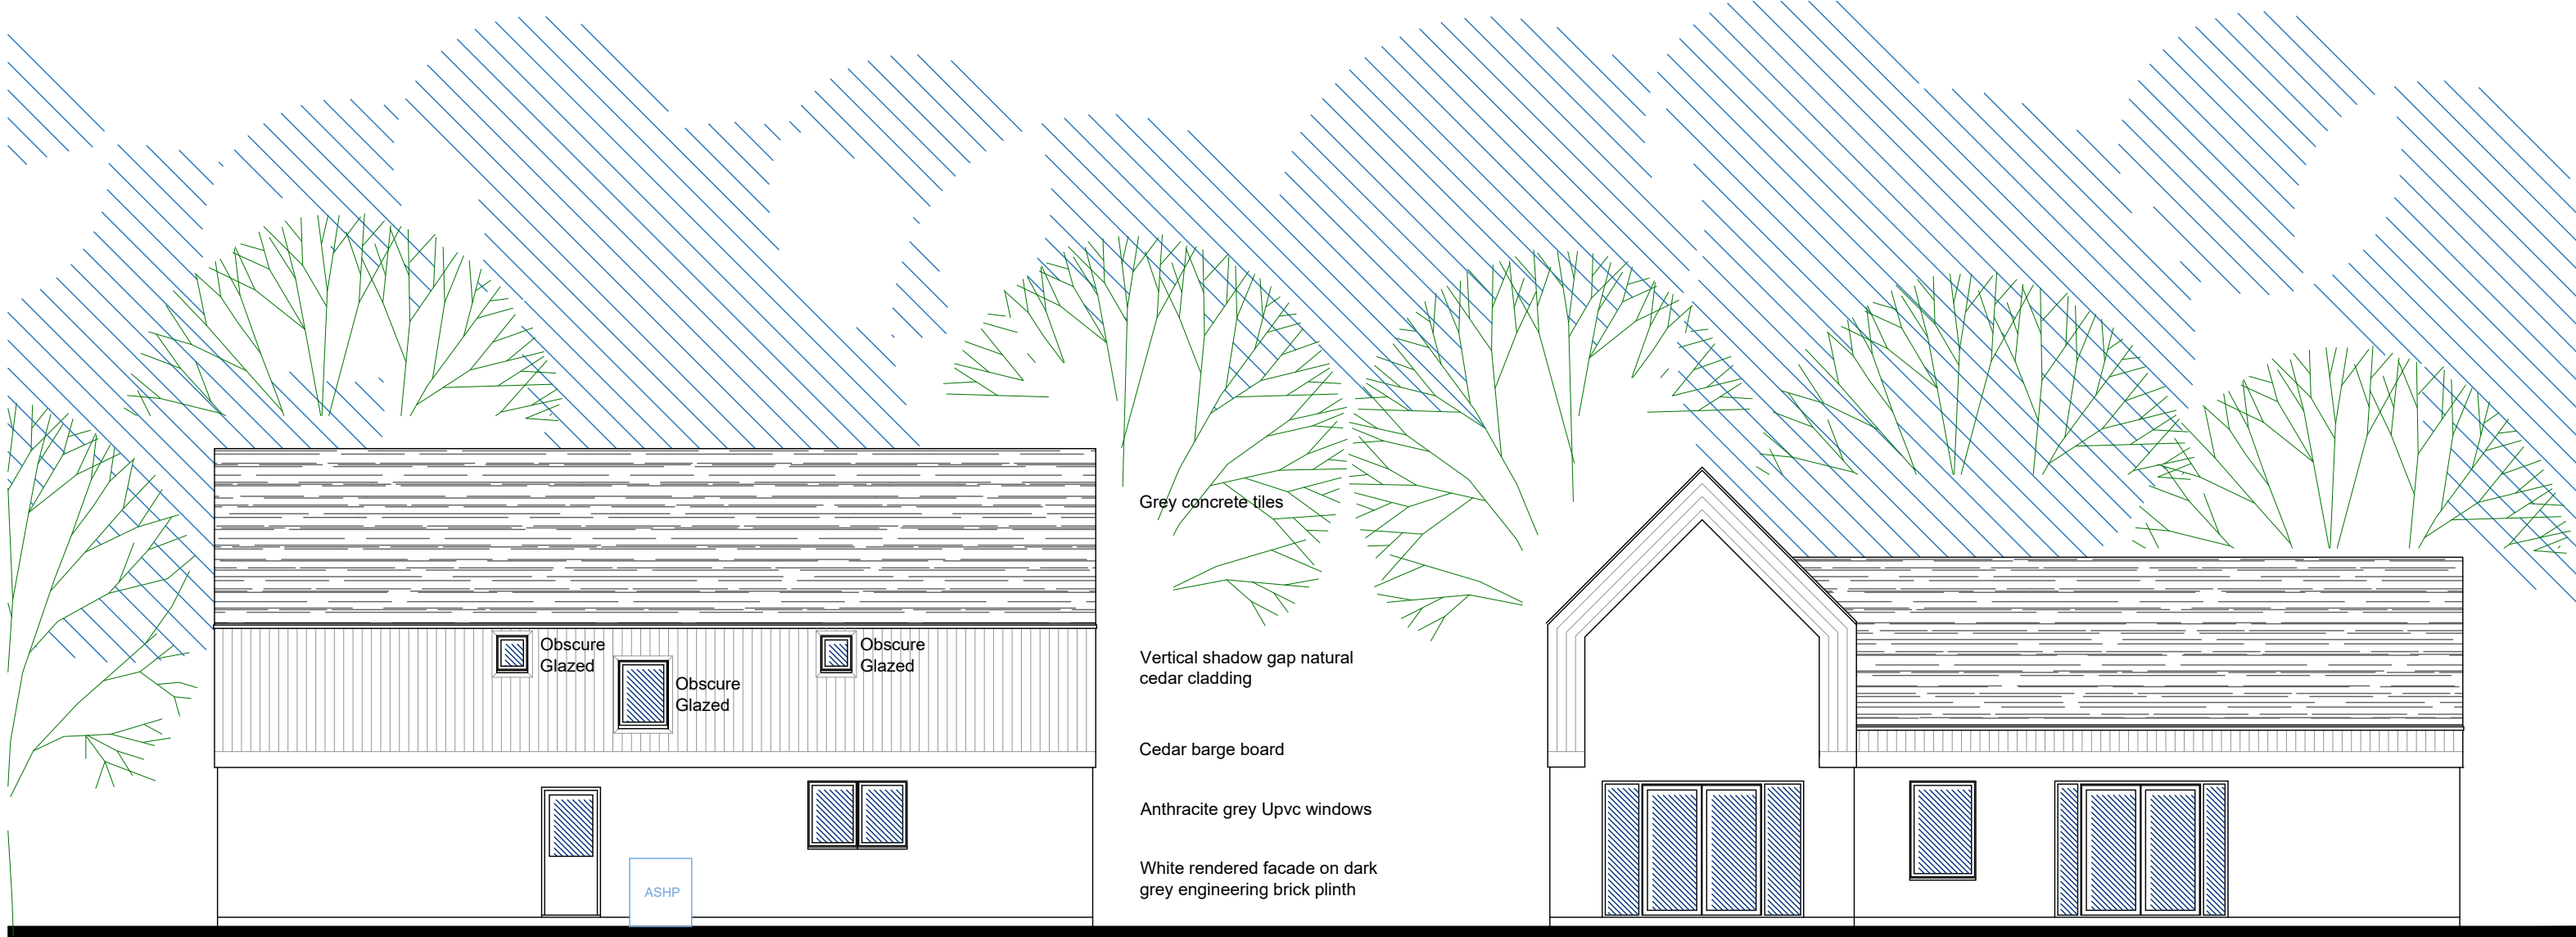 Grey concrete tiles
Obscure
Glazed
Obscure
Glazed
Obscure
Glazed
Vertical shadow gap natural
cedar cladding
Cedar barge board
Anthracite grey Upvc windows
White rendered facade on dark
grey engineering brick plinth
ASHP